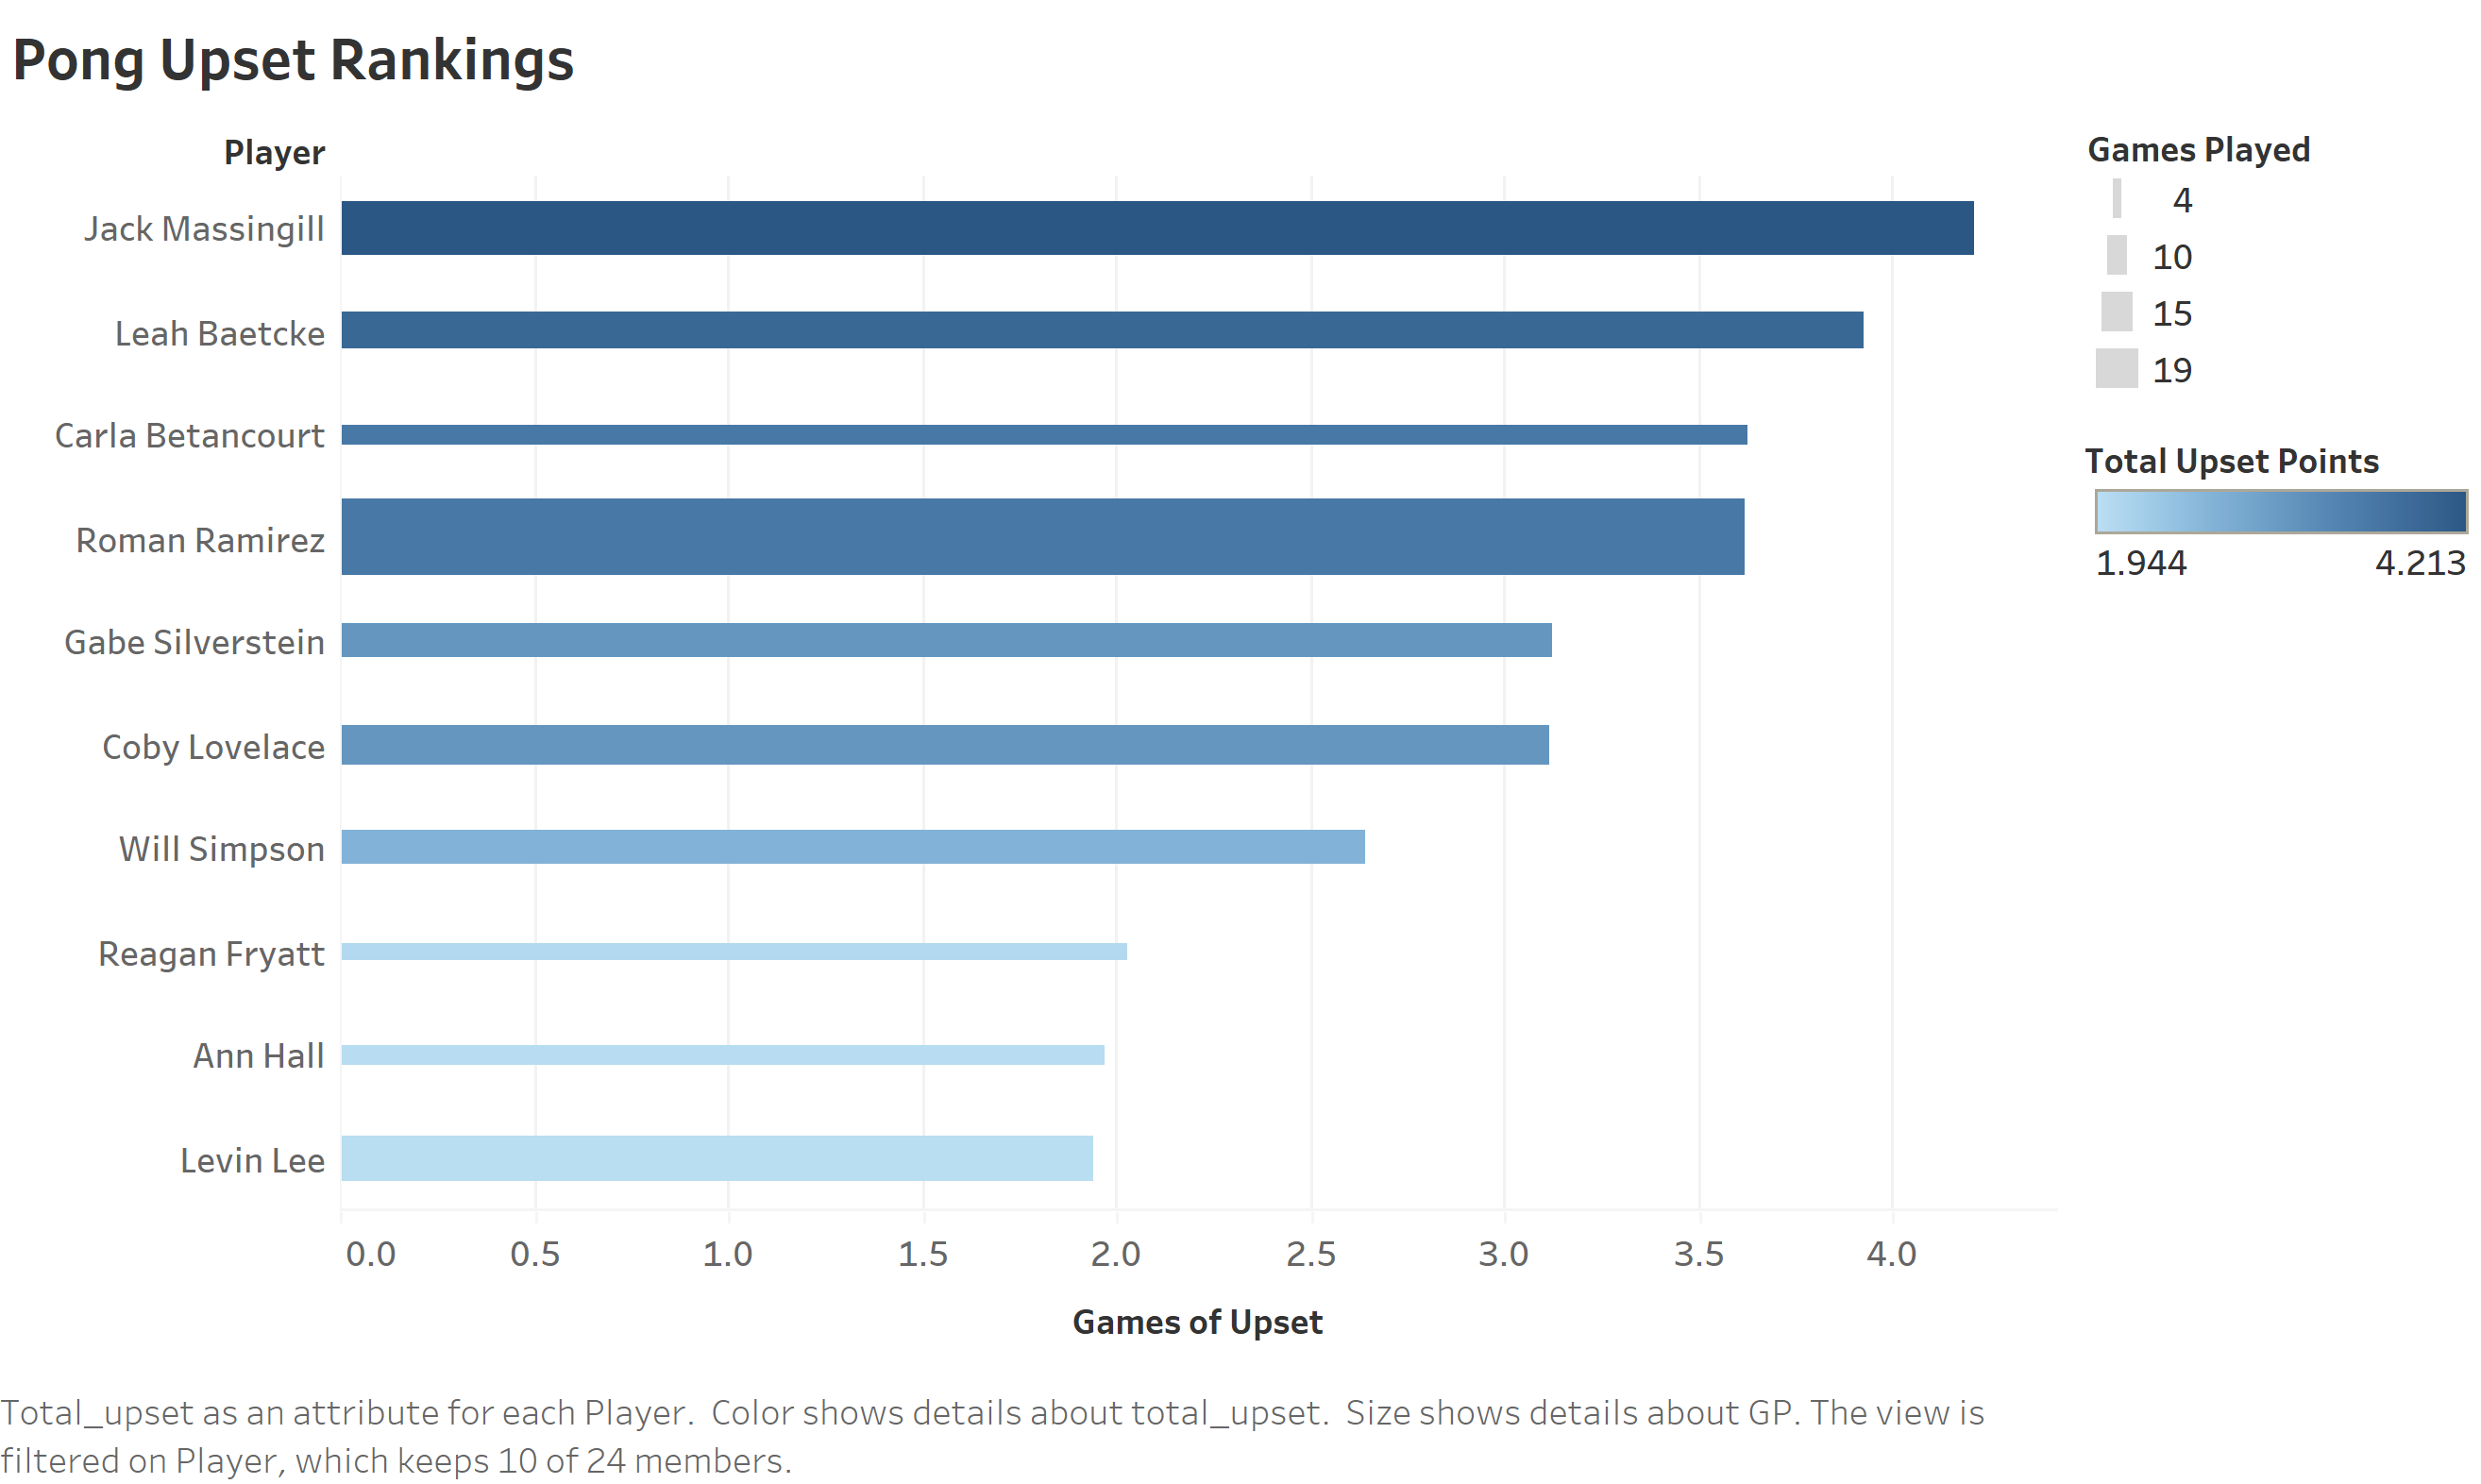 Pong Upset Rankings
Player
Jack Massingill
Leah Baetcke
Carla Betancourt
Roman Ramirez
Gabe Silverstein
Coby Lovelace
Will Simpson
Reagan Fryatt
Ann Hall
Levin Lee
0.0 0.5 1.0 1.5 2.0 2.5 3.0 3.5 4.0
Games of Upset
Games Played
4
10
15
19
Total Upset Points
1.944 4.213
Total_upset as an attribute for each Player. Color shows details about total_upset. Size shows details about GP. The view is
filtered on Player, which keeps 10 of 24 members.